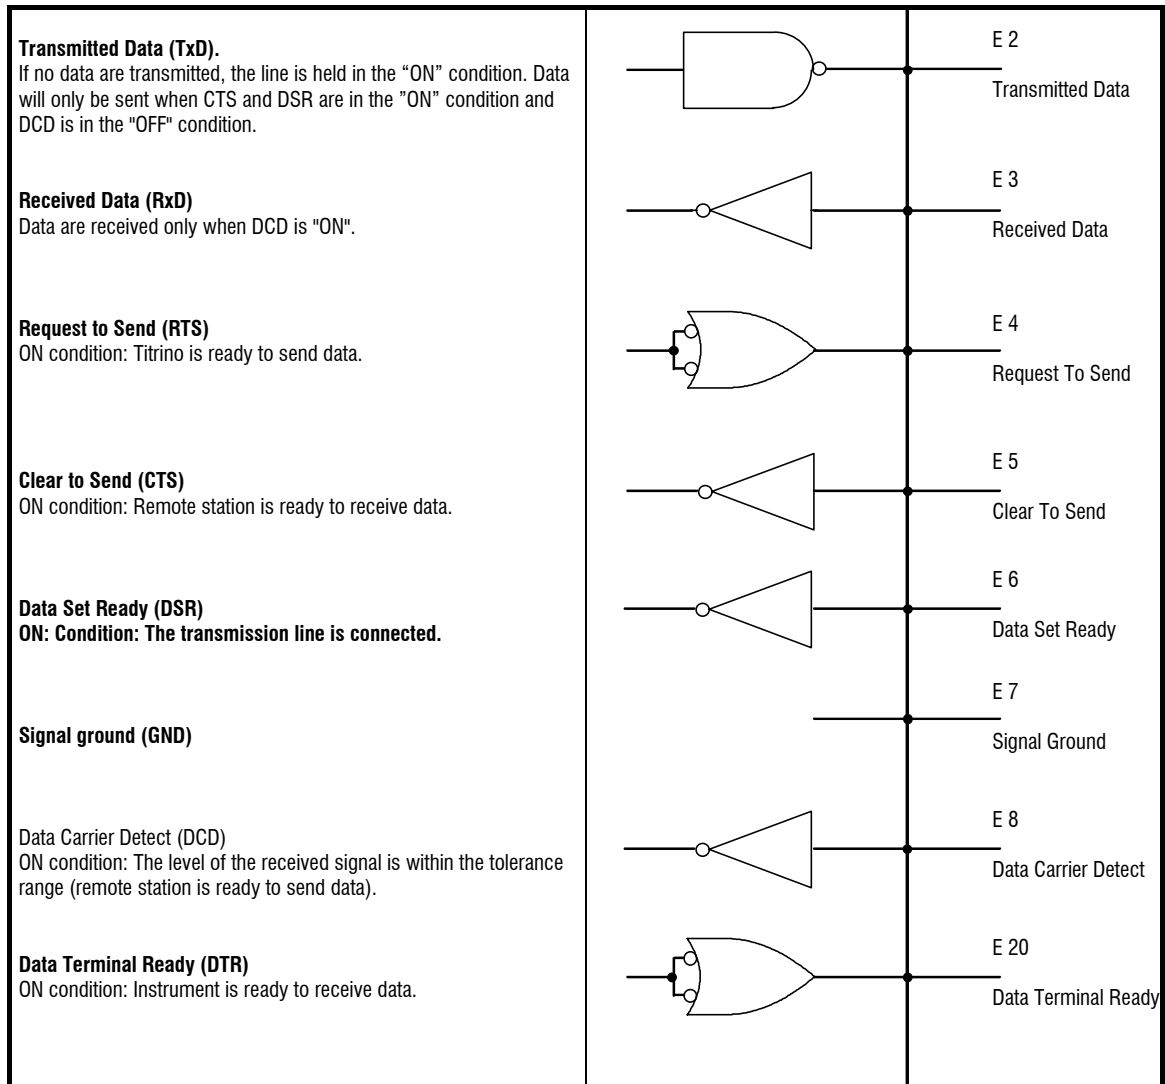 Transmitted Data (TxD).
If no data are transmitted, the line is held in the “ON” condition. Data
will only be sent when CTS and DSR are in the ”ON” condition and
DCD is in the "OFF" condition.
E 2
Transmitted Data
Received Data (RxD)
Data are received only when DCD is "ON".
E 3
Received Data
Request to Send (RTS)
ON condition: Titrino is ready to send data.
E 4
Request To Send
Clear to Send (CTS)
ON condition: Remote station is ready to receive data.
E 5
Clear To Send
Data Set Ready (DSR)
ON: Condition: The transmission line is connected.
E 6
Data Set Ready
Signal ground (GND)
E 7
Signal Ground
Data Carrier Detect (DCD)
ON condition: The level of the received signal is within the tolerance
range (remote station is ready to send data).
E 8
Data Carrier Detect
Data Terminal Ready (DTR)
ON condition: Instrument is ready to receive data.
E 20
Data Terminal Ready